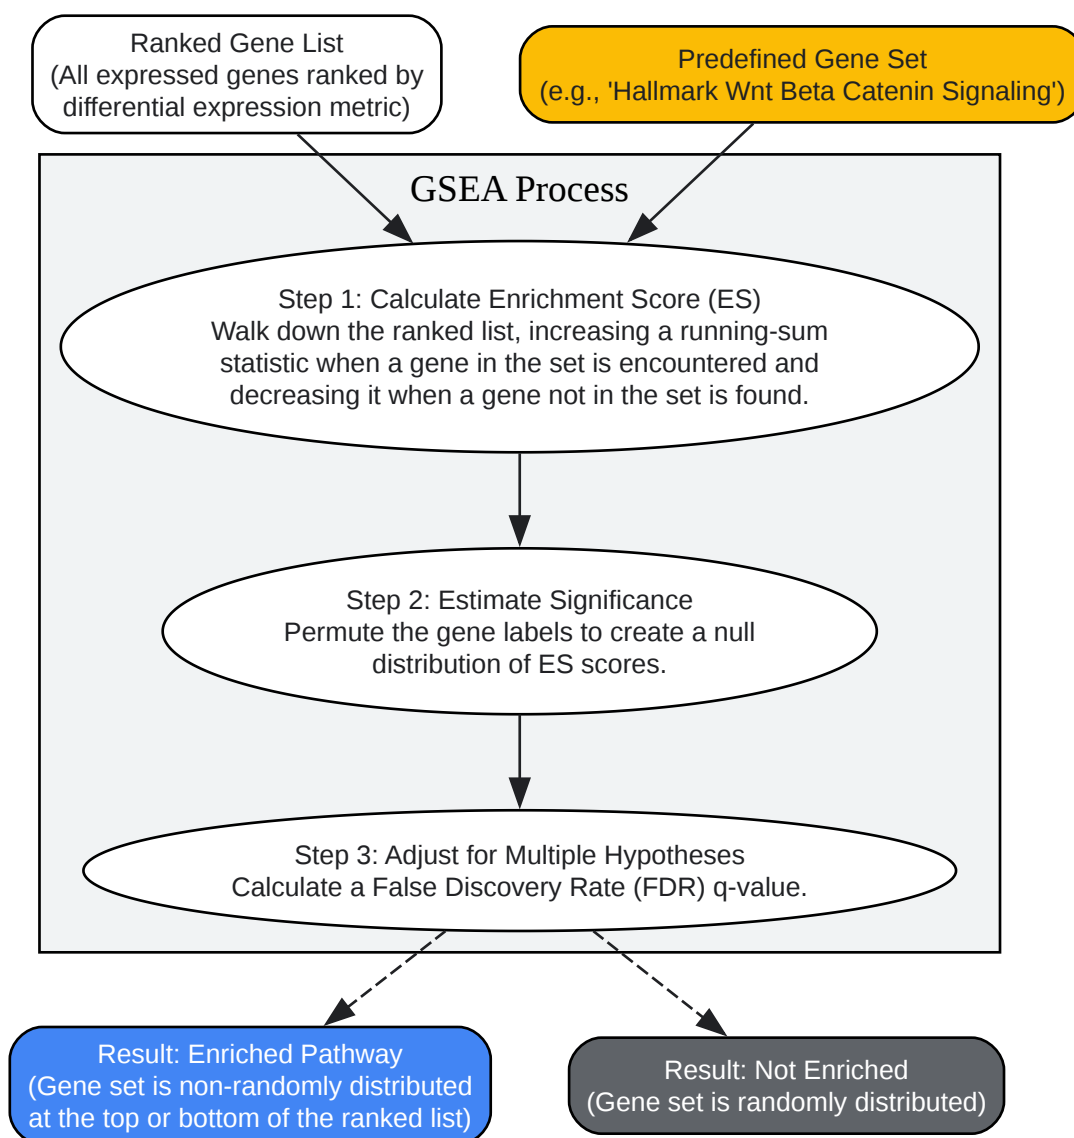 Ranked Gene List
(All expressed genes ranked by
differential expression metric)
Predefined Gene Set
(e.g., 'Hallmark Wnt Beta Catenin Signaling')
GSEA Process
Step 1: Calculate Enrichment Score (ES)
Walk down the ranked list, increasing a running-sum
statistic when a gene in the set is encountered and
decreasing it when a gene not in the set is found.
Step 2: Estimate Significance
Permute the gene labels to create a null
distribution of ES scores.
Step 3: Adjust for Multiple Hypotheses
Calculate a False Discovery Rate (FDR) q-value.
Result: Enriched Pathway
(Gene set is non-randomly distributed
at the top or bottom of the ranked list)
Result: Not Enriched
(Gene set is randomly distributed)